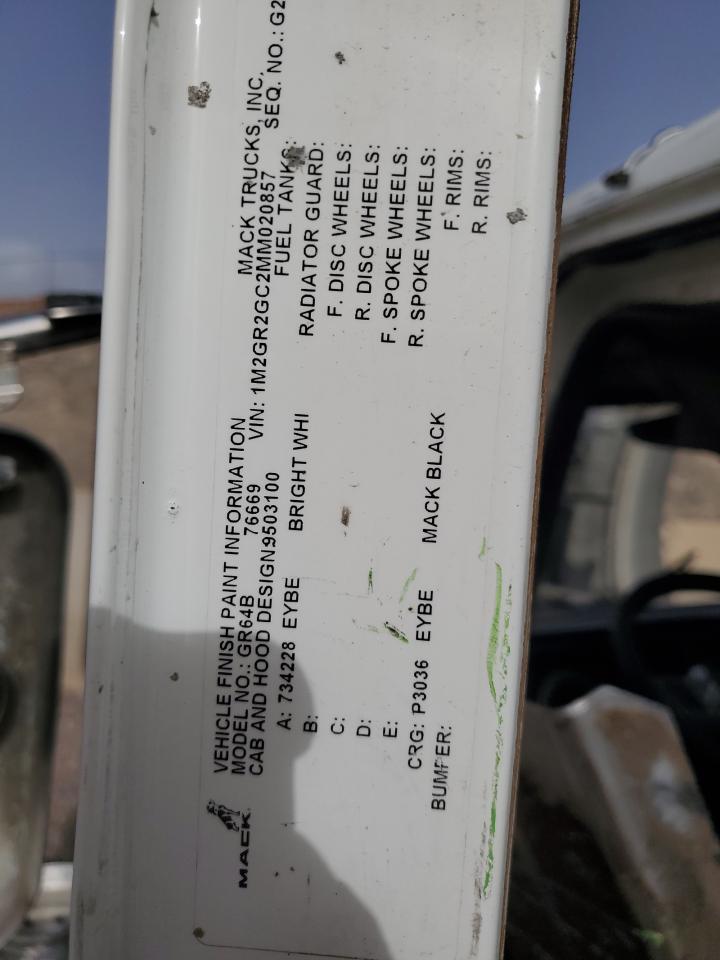 MACK
VEHICLE FINISH PAINT INFORMATION MACK TRUCKS, INC.
MODEL NO.: GR64B 76669 VIN: 1M2GR2GC2MM020857 SEQ. NO.: G2
CAB AND HOOD DESIGN:9503100 FUEL TANKS:
A: 734228 EYBE BRIGHT WHI RADIATOR GUARD:
B: F. DISC WHEELS:
C: R. DISC WHEELS:
D: F. SPOKE WHEELS:
E: R. SPOKE WHEELS:
CRG: P3036 EYBE MACK BLACK F. RIMS:
BUMPER: R. RIMS: